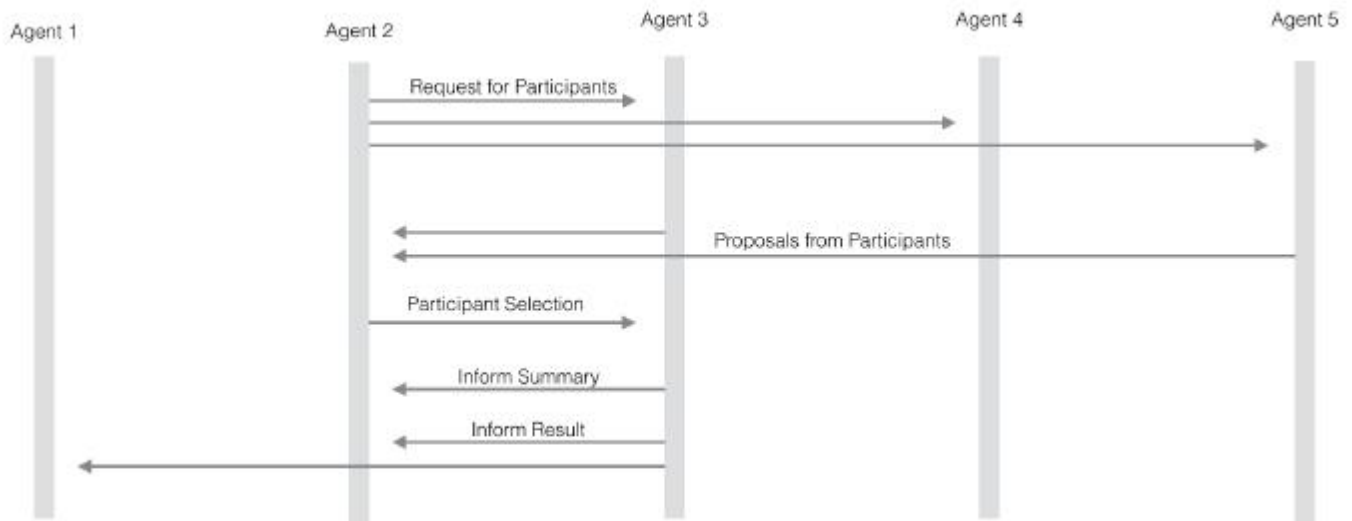 Agent 1
Agent 2
Agent 3
Agent 4
Agent 5
Request for Participants
Proposals from Participants
Participant Selection
Inform Summary
Inform Result